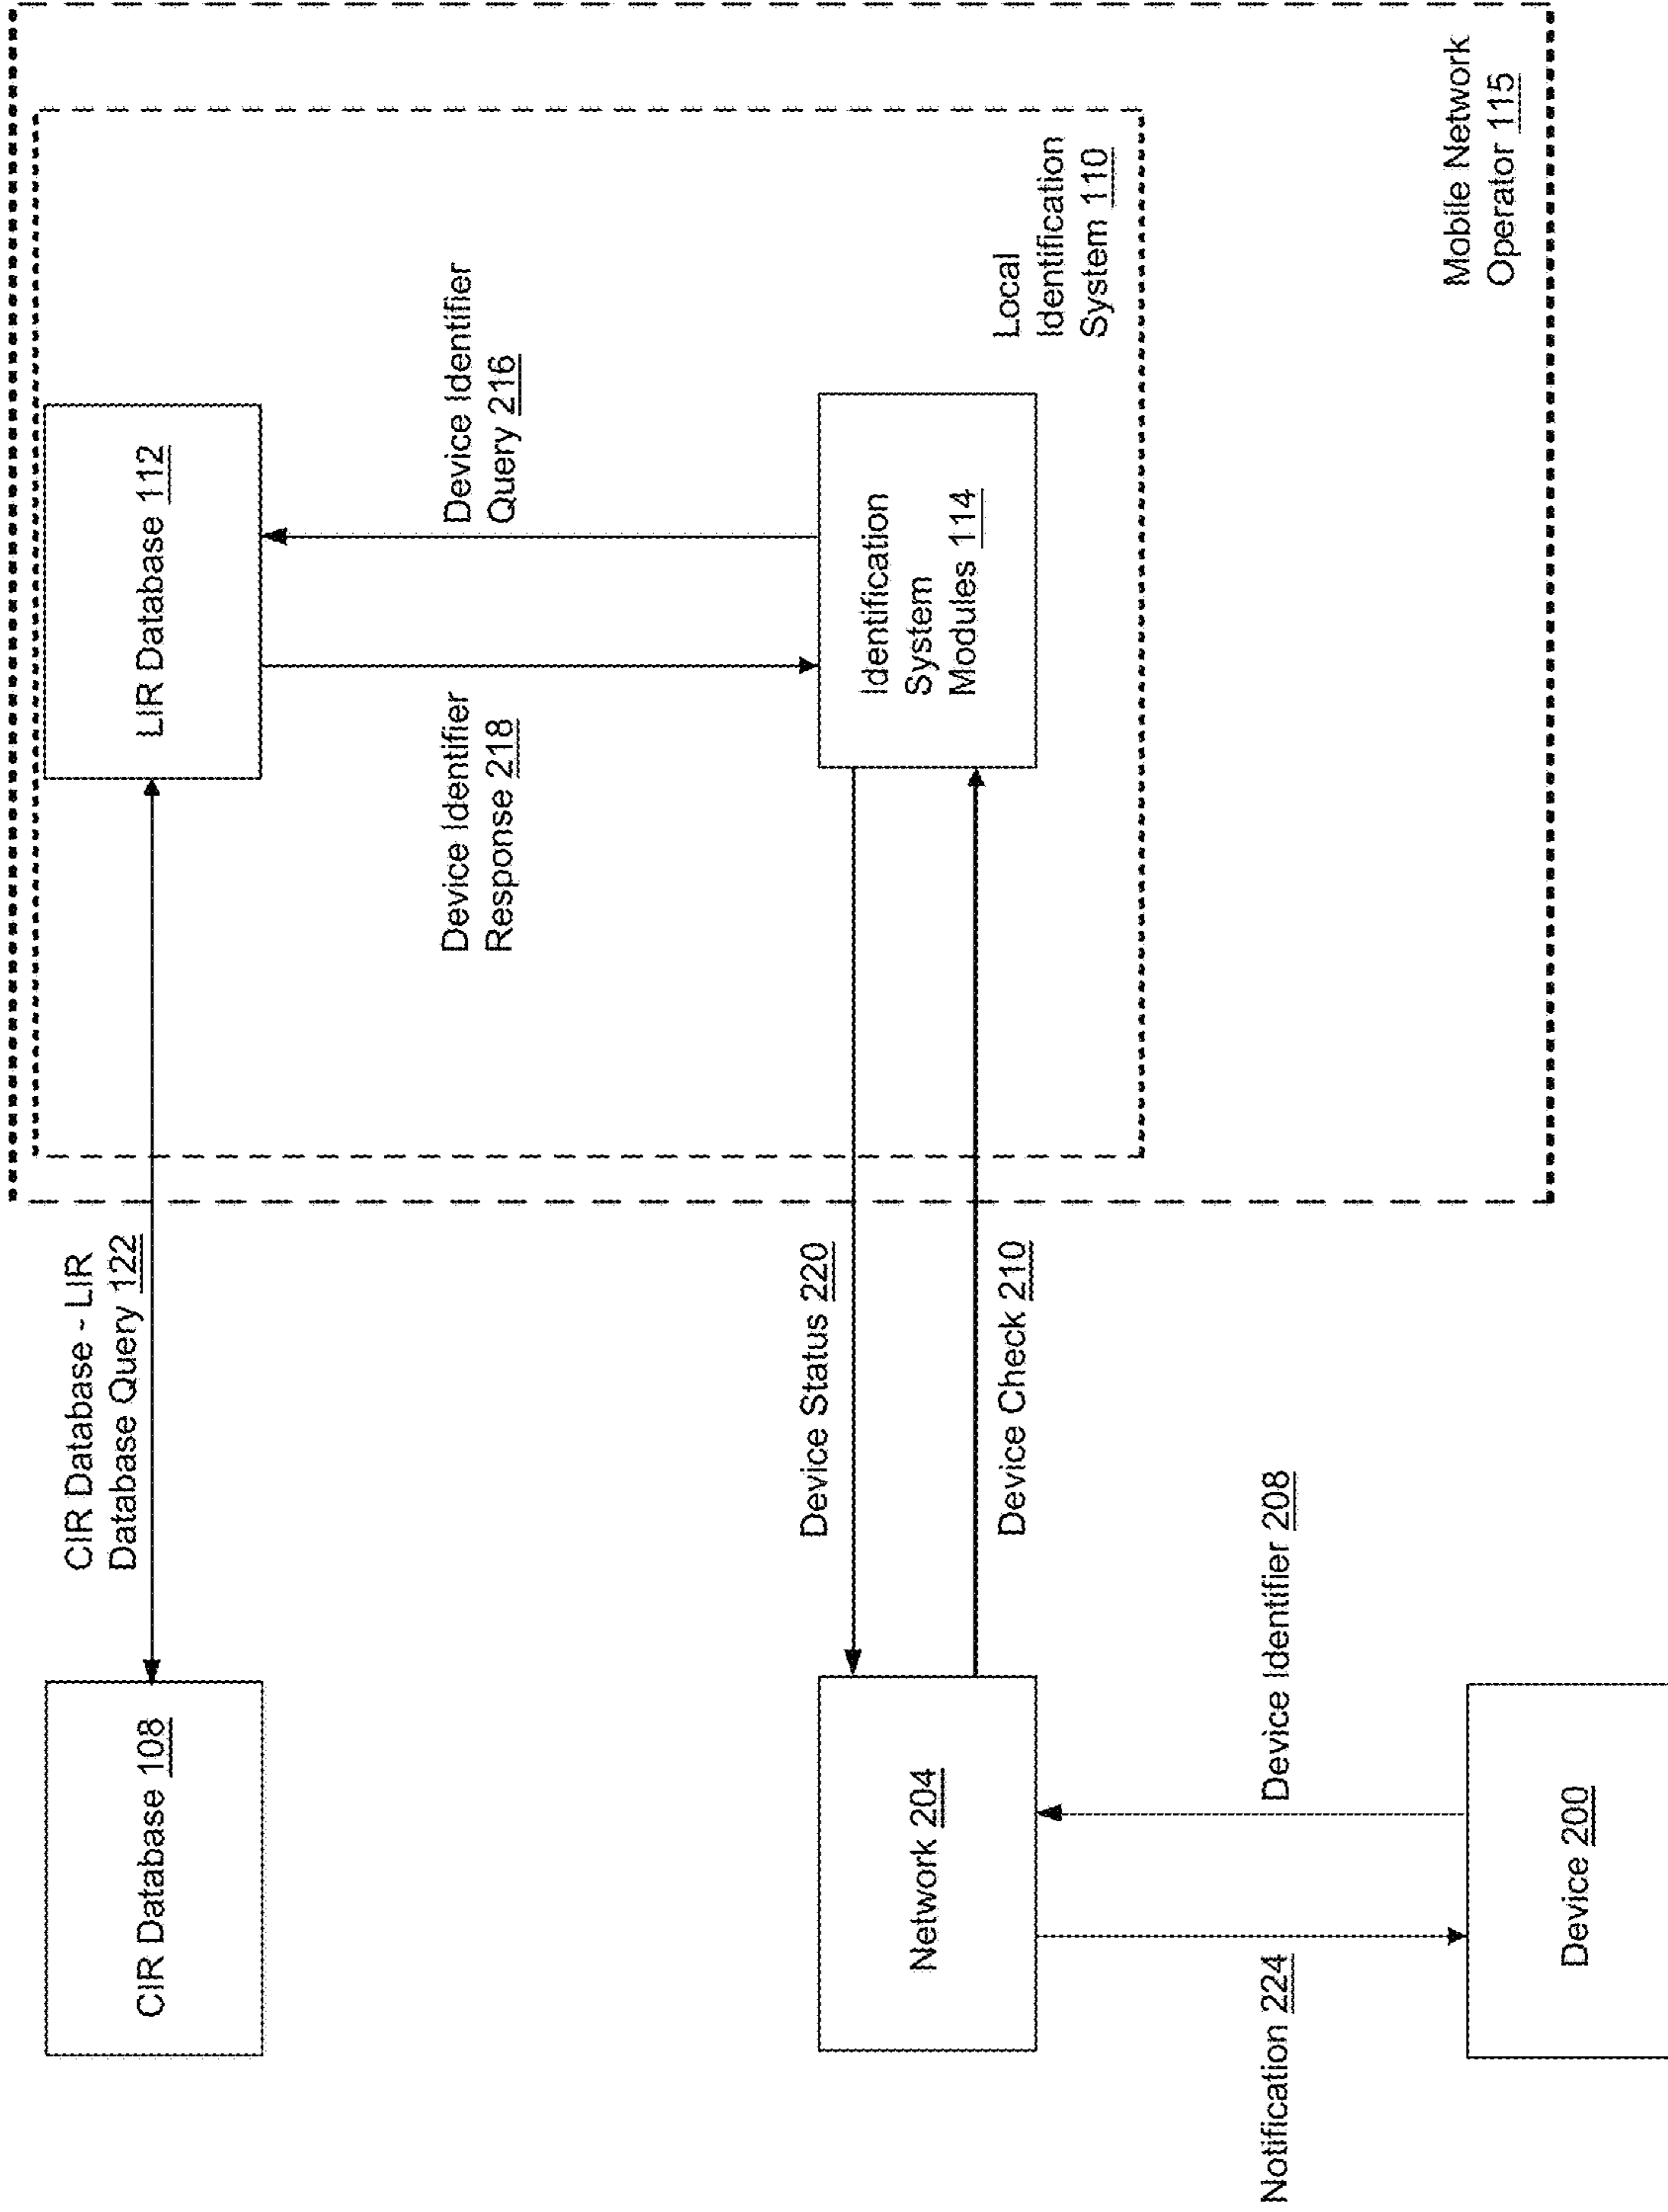 CIR Database 108
CIR Database - LIR
Database Query 122
LIR Database 112
Device Identifier
Response 218
Device Identifier
Query 216
Network 204
Device Status 220
Device Check 210
Identification
System
Modules 114
Local
Identification
System 110
Notification 224
Device Identifier 208
Device 200
Mobile Network
Operator 115